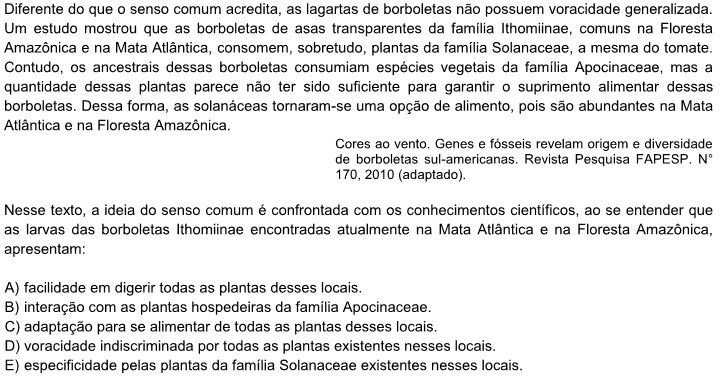 Diferente do que o senso comum acredita, as lagartas de borboletas não possuem voracidade generalizada.
Um estudo mostrou que as borboletas de asas transparentes da família Ithomiinae, comuns na Floresta
Amazônica e na Mata Atlântica, consomem, sobretudo, plantas da família Solanaceae, a mesma do tomate.
Contudo, os ancestrais dessas borboletas consumiam espécies vegetais da família Apocinaceae, mas a
quantidade dessas plantas parece não ter sido suficiente para garantir o suprimento alimentar dessas
borboletas. Dessa forma, as solanáceas tornaram-se uma opção de alimento, pois são abundantes na Mata
Atlântica e na Floresta Amazônica.
Cores ao vento. Genes e fósseis revelam origem e diversidade
de borboletas sul-americanas. Revista Pesquisa FAPESP. N°
170, 2010 (adaptado).
Nesse texto, a ideia do senso comum é confrontada com os conhecimentos científicos, ao se entender que
as larvas das borboletas Ithomiinae encontradas atualmente na Mata Atlântica e na Floresta Amazônica,
apresentam:
A) facilidade em digerir todas as plantas desses locais.
B) interação com as plantas hospedeiras da família Apocinaceae.
C) adaptação para se alimentar de todas as plantas desses locais.
D) voracidade indiscriminada por todas as plantas existentes nesses locais.
E) especificidade pelas plantas da família Solanaceae existentes nesses locais.